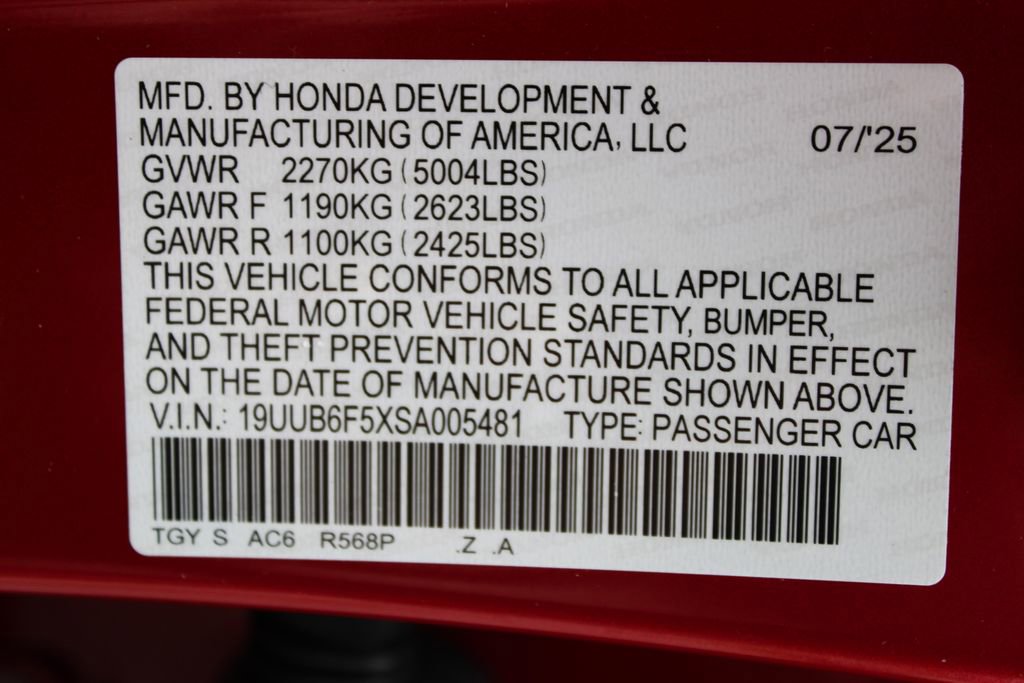 MFD. BY HONDA DEVELOPMENT &
MANUFACTURING OF AMERICA, LLC 07/'25
GVWR 2270KG (5004LBS)
GAWR F 1190KG (2623LBS)
GAWR R 1100KG (2425LBS)
THIS VEHICLE CONFORMS TO ALL APPLICABLE
FEDERAL MOTOR VEHICLE SAFETY, BUMPER,
AND THEFT PREVENTION STANDARDS IN EFFECT
ON THE DATE OF MANUFACTURE SHOWN ABOVE.
V.I.N.: 19UUB6F5XSA005481 TYPE: PASSENGER CAR
TGY S AC6 R568P .Z .A